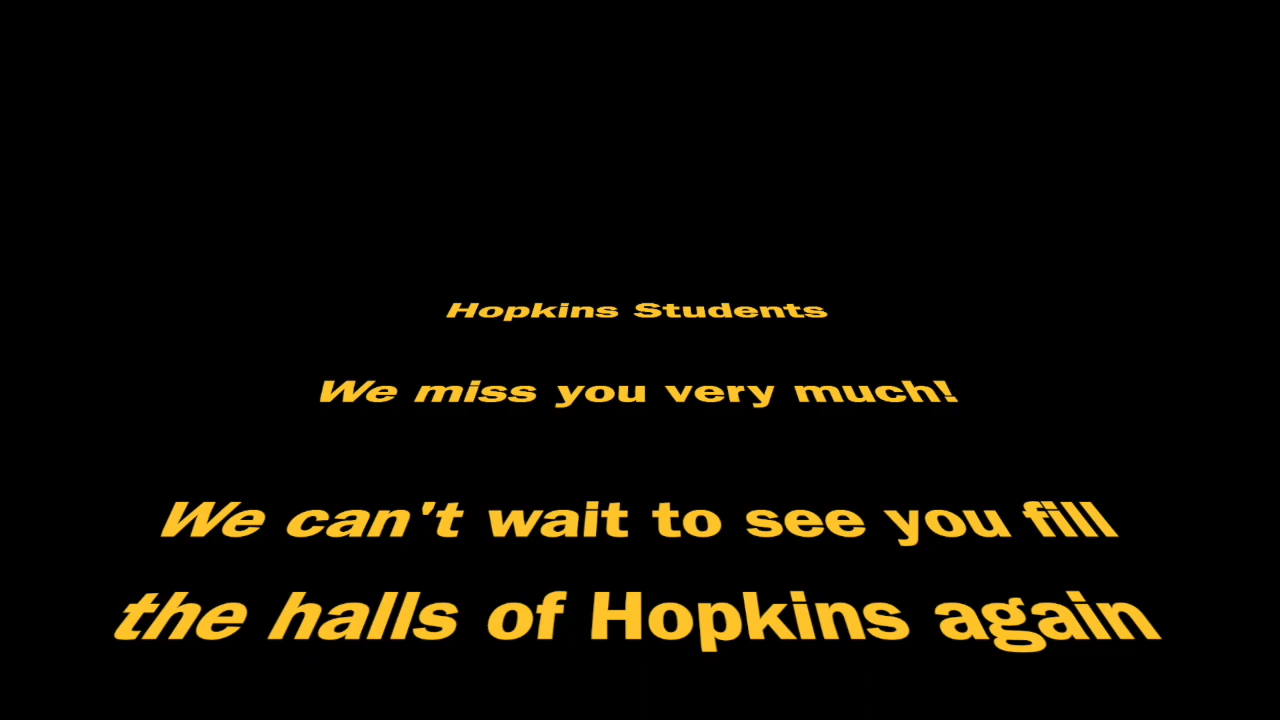 Hopkins Students
We miss you very much!
We can't wait to see you fill
the halls of Hopkins again